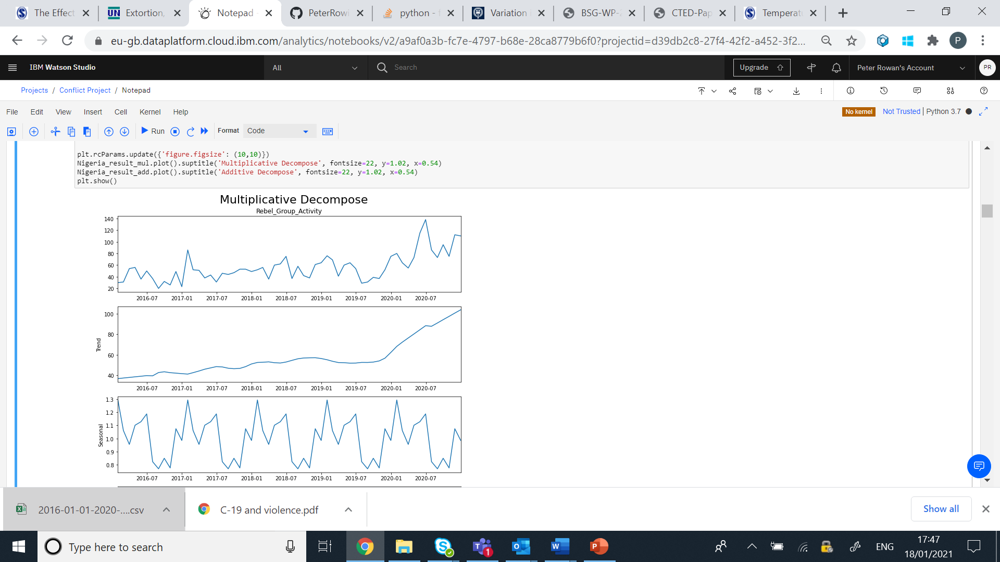 The Effect
Extortion,
Notepad
PeterRowi
python - f
Variation i
BSG-WP-2
CTED-Pap
Temperatu
eu-gb.dataplatform.cloud.ibm.com/analytics/notebooks/v2/a9af0a3b-fc7e-4797-b68e-28ca8779b6f0?projectid=d39db2c8-27f4-42f2-a452-3f2...
P
IBM Watson Studio
All
Search
Upgrade
Peter Rowan's Account
PR
Projects / Conflict Project / Notepad
File Edit View Insert Cell Kernel Help
No kernel Not Trusted | Python 3.7
Run
Format
Code
plt.rcParams.update({'figure.figsize': (10,10)})
Nigeria_result_mul.plot().suptitle('Multiplicative Decompose', fontsize=22, y=1.02, x=0.54)
Nigeria_result_add.plot().suptitle('Additive Decompose', fontsize=22, y=1.02, x=0.54)
plt.show()
Multiplicative Decompose
Rebel_Group_Activity
140
120
100
80
60
40
20
2016-07 2017-01 2017-07 2018-01 2018-07 2019-01 2019-07 2020-01 2020-07
Trend
100
80
60
40
2016-07 2017-01 2017-07 2018-01 2018-07 2019-01 2019-07 2020-01 2020-07
Seasonal
1.3
1.2
1.1
1.0
0.9
0.8
2016-07 2017-01 2017-07 2018-01 2018-07 2019-01 2019-07 2020-01 2020-07
2016-01-01-2020-....csv
C-19 and violence.pdf
Show all
Type here to search
1
ENG
17:47
18/01/2021